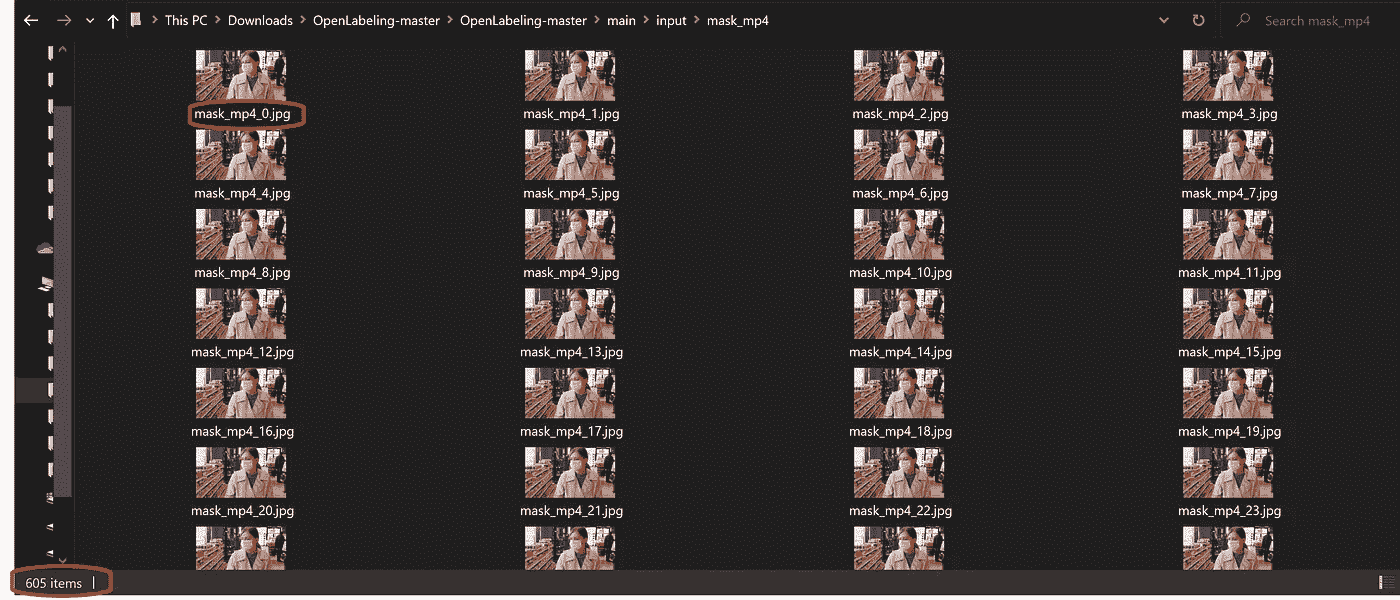 This PC > Downloads > OpenLabeling-master > OpenLabeling-master > main > input > mask_mp4 Search mask_mp4
mask_mp4_0.jpg mask_mp4_1.jpg mask_mp4_2.jpg mask_mp4_3.jpg
mask_mp4_4.jpg mask_mp4_5.jpg mask_mp4_6.jpg mask_mp4_7.jpg
mask_mp4_8.jpg mask_mp4_9.jpg mask_mp4_10.jpg mask_mp4_11.jpg
mask_mp4_12.jpg mask_mp4_13.jpg mask_mp4_14.jpg mask_mp4_15.jpg
mask_mp4_16.jpg mask_mp4_17.jpg mask_mp4_18.jpg mask_mp4_19.jpg
mask_mp4_20.jpg mask_mp4_21.jpg mask_mp4_22.jpg mask_mp4_23.jpg
605 items